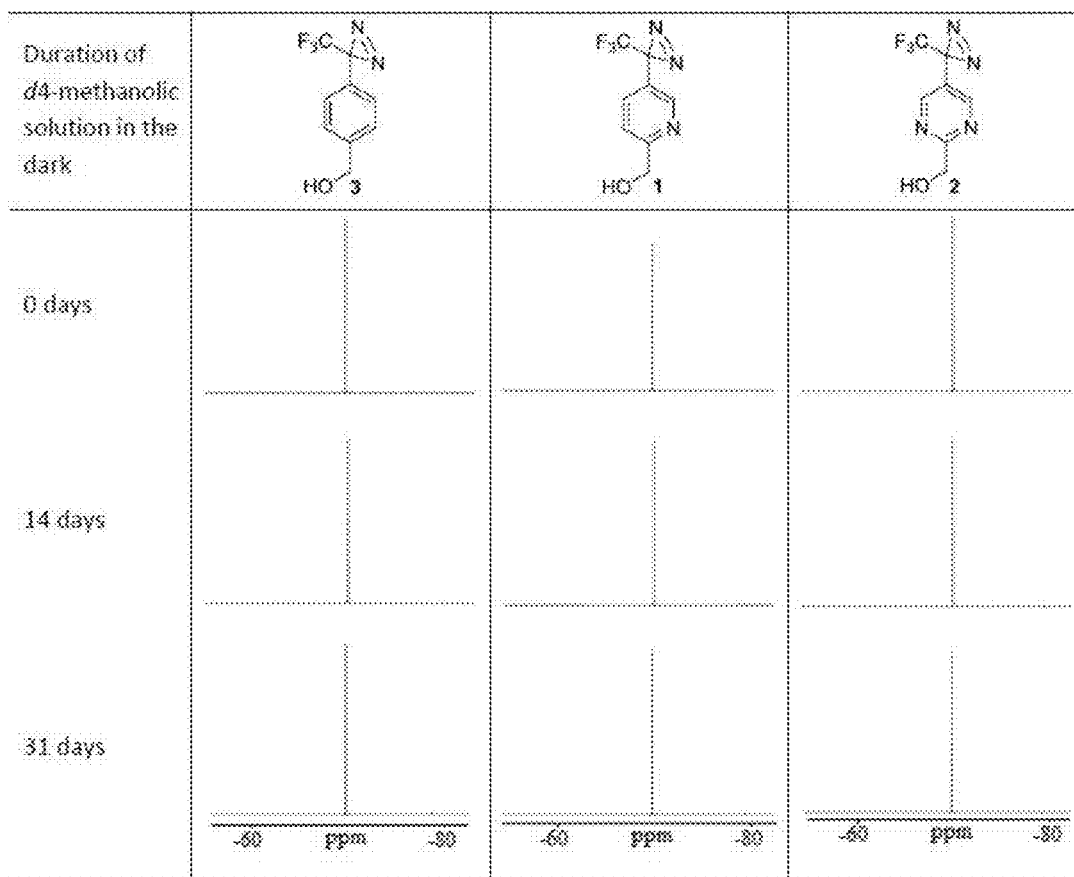 Duration of
d4-methanolic
solution in the
dark
F₃C N N
HO 3
F₃C N N
N
HO 1
F₃C N N
N N
HO 2
0 days
14 days
31 days
-60 ppm -80
-60 ppm -80
-60 ppm -80